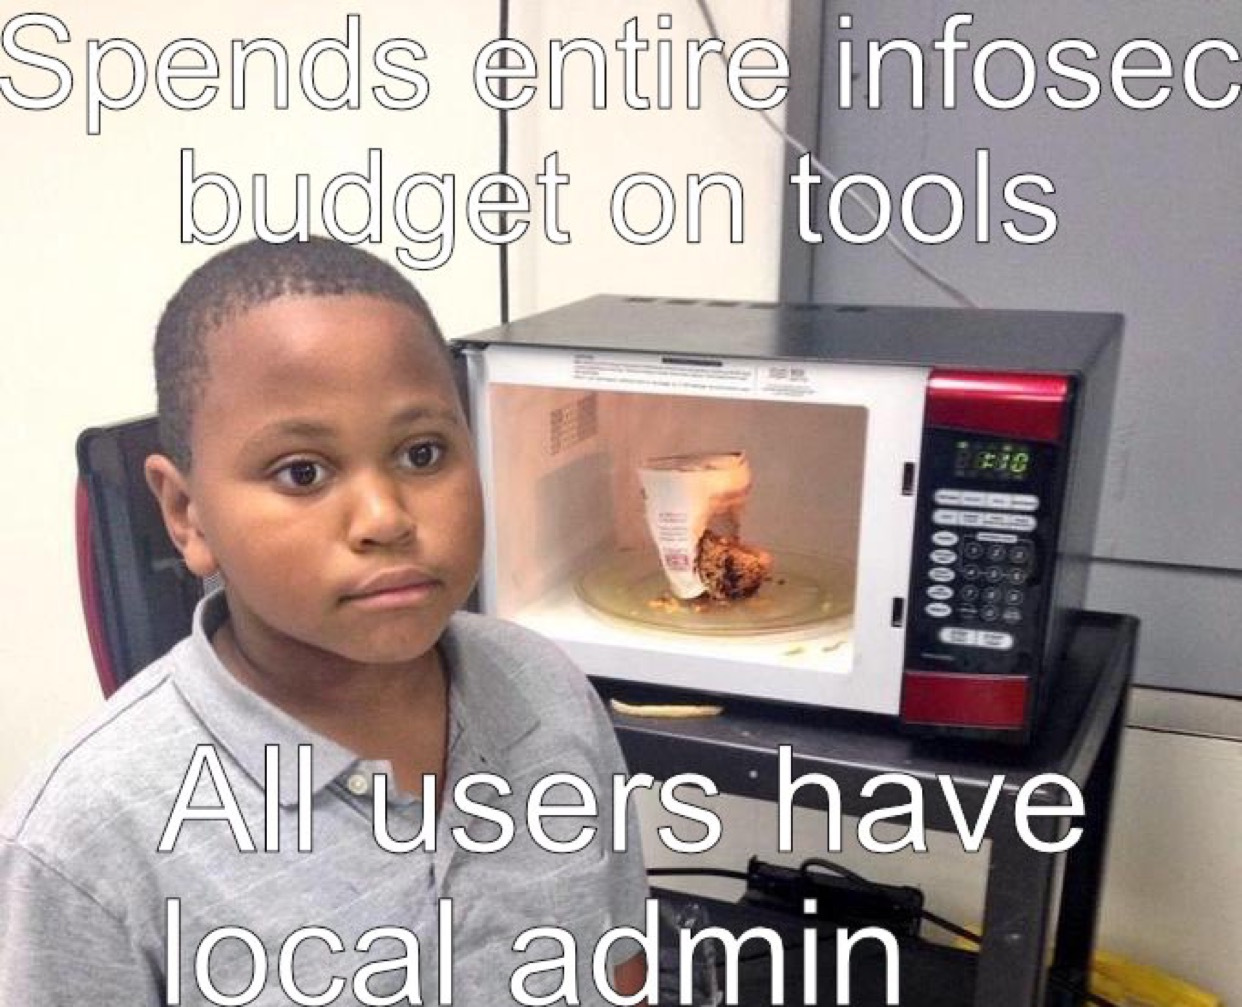 Spends entire infosec
budget on tools
All users have
local admin